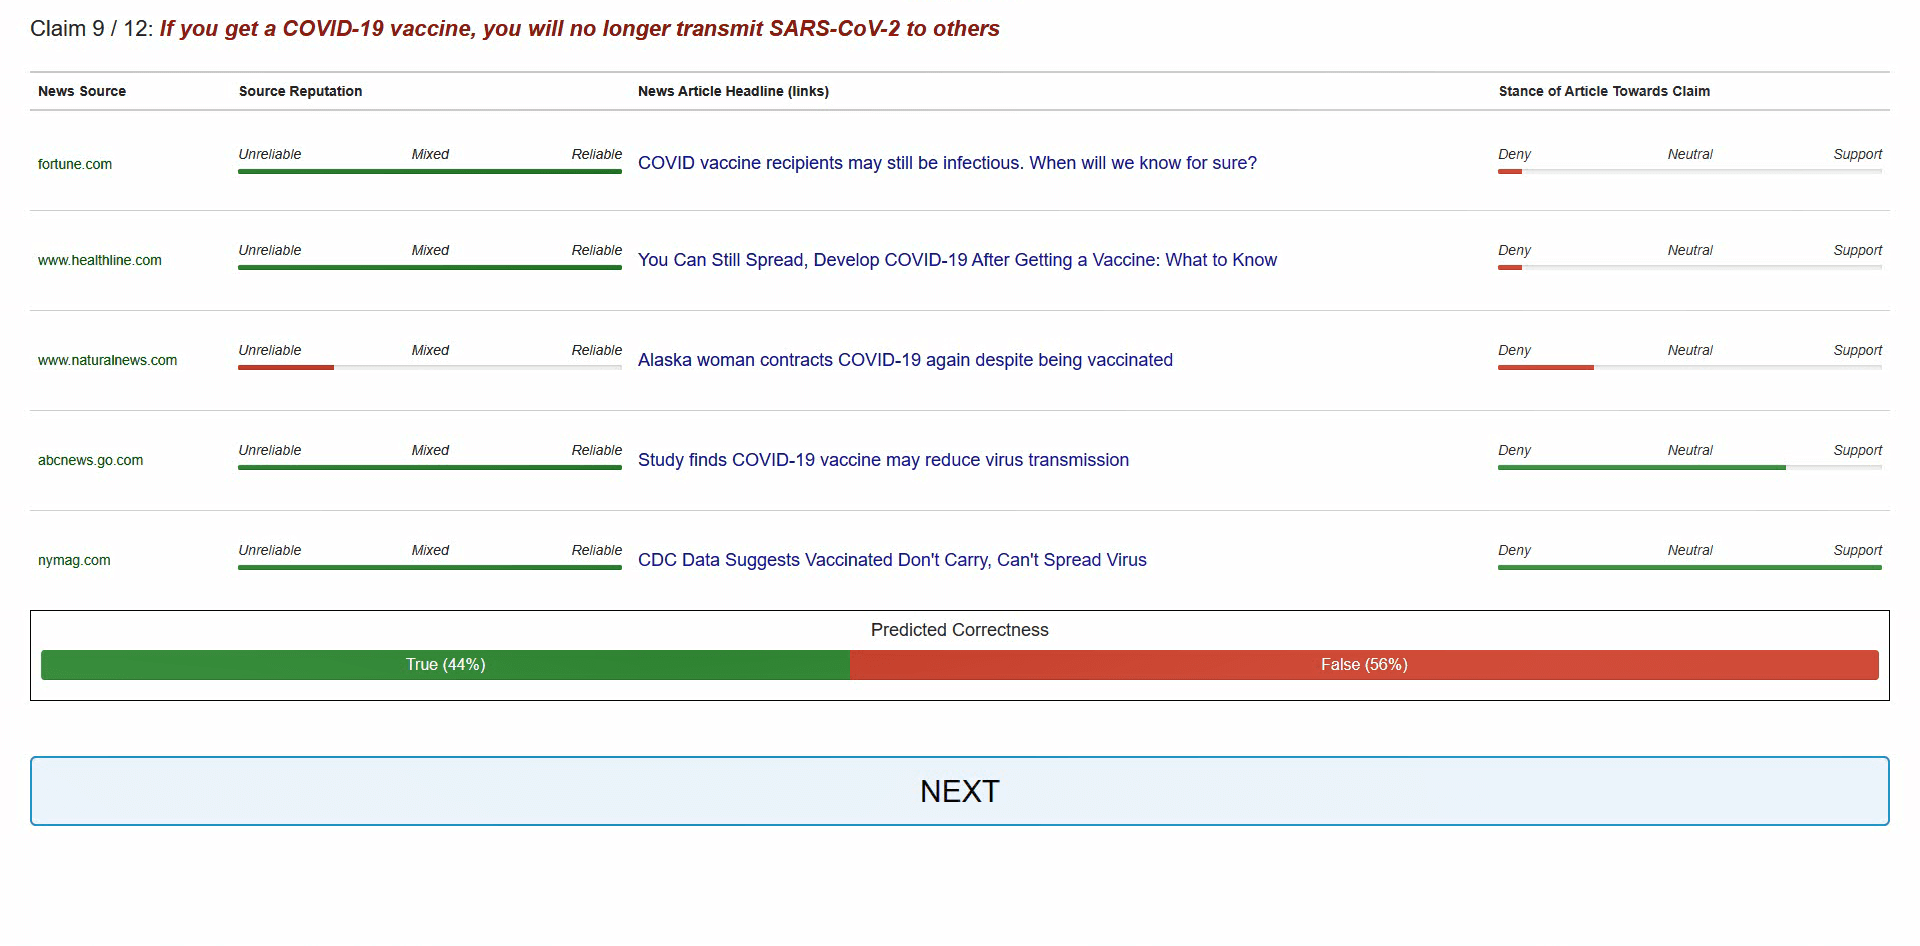 Claim 9 / 12: If you get a COVID-19 vaccine, you will no longer transmit SARS-CoV-2 to others
News Source Source Reputation News Article Headline (links) Stance of Article Towards Claim
Unreliable Mixed Reliable Deny Neutral Support
fortune.com COVID vaccine recipients may still be infectious. When will we know for sure?
Unreliable Mixed Reliable Deny Neutral Support
www.healthline.com You Can Still Spread, Develop COVID-19 After Getting a Vaccine: What to Know
Unreliable Mixed Reliable Deny Neutral Support
www.naturalnews.com Alaska woman contracts COVID-19 again despite being vaccinated
Unreliable Mixed Reliable Deny Neutral Support
abcnews.go.com Study finds COVID-19 vaccine may reduce virus transmission
Unreliable Mixed Reliable Deny Neutral Support
nymag.com CDC Data Suggests Vaccinated Don't Carry, Can't Spread Virus
Predicted Correctness
True (44%) False (56%)
NEXT